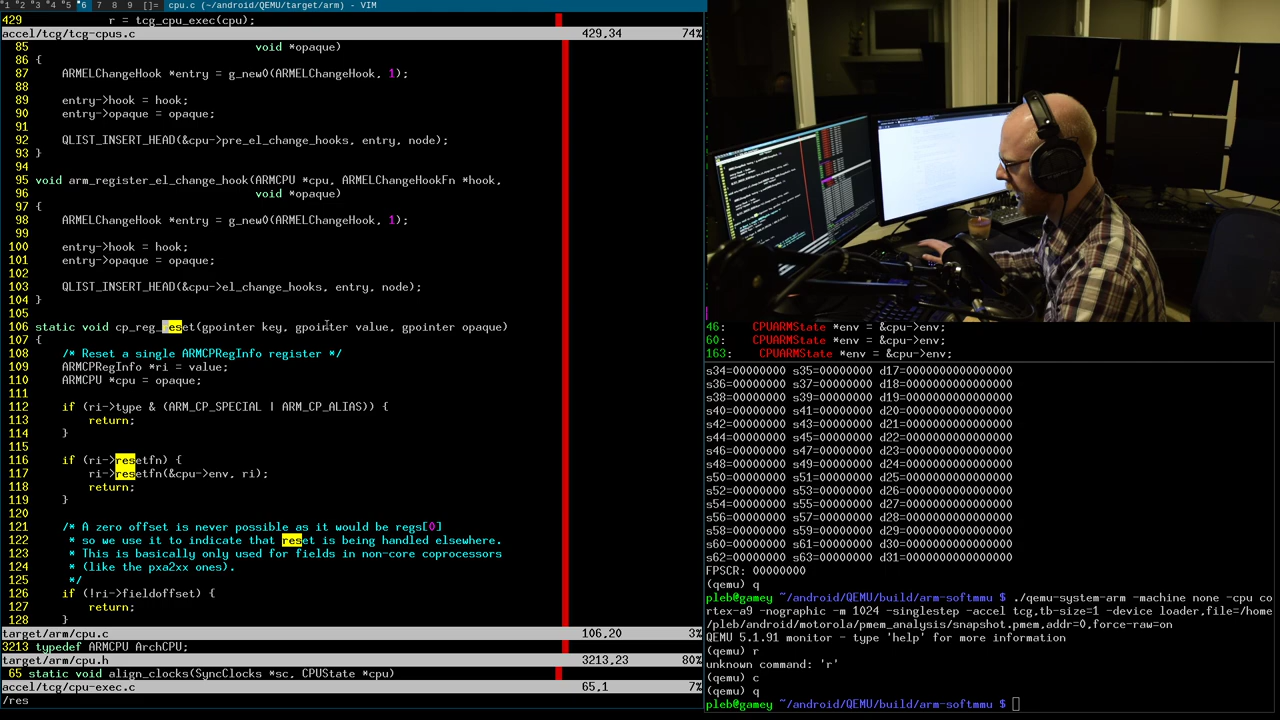 1 2 3 4 5 6 7 8 9 []= cpu.c (~/android/QEMU/target/arm) - VIM
429             r = tcg_cpu_exec(cpu);
accel/tcg/tcg-cpus.c 429,34 74%
85                                  void *opaque)
86 {
87     ARMELChangeHook *entry = g_new0(ARMELChangeHook, 1);
88
89     entry->hook = hook;
90     entry->opaque = opaque;
91
92     QLIST_INSERT_HEAD(&cpu->pre_el_change_hooks, entry, node);
93 }
94
95 void arm_register_el_change_hook(ARMCPU *cpu, ARMELChangeHookFn *hook,
96                                  void *opaque)
97 {
98     ARMELChangeHook *entry = g_new0(ARMELChangeHook, 1);
99
100     entry->hook = hook;
101     entry->opaque = opaque;
102
103     QLIST_INSERT_HEAD(&cpu->el_change_hooks, entry, node);
104 }
105
106 static void cp_reg_reset(gpointer key, gpointer value, gpointer opaque)
107 {
108     /* Reset a single ARMCPRegInfo register */
109     ARMCPRegInfo *ri = value;
110     ARMCPU *cpu = opaque;
111
112     if (ri->type & (ARM_CP_SPECIAL | ARM_CP_ALIAS)) {
113         return;
114     }
115
116     if (ri->resetfn) {
117         ri->resetfn(&cpu->env, ri);
118         return;
119     }
120
121     /* A zero offset is never possible as it would be regs[0]
122      * so we use it to indicate that reset is being handled elsewhere.
123      * This is basically only used for fields in non-core coprocessors
124      * (like the pxa2xx ones).
125      */
126     if (!ri->fieldoffset) {
127         return;
128     }
target/arm/cpu.c 106,20 3%
3213 typedef ARMCPU ArchCPU;
target/arm/cpu.h 3213,23 80%
65 static void align_clocks(SyncClocks *sc, CPUState *cpu)
accel/tcg/cpu-exec.c 65,1 7%
/res
46:    CPUARMState *env = &cpu->env;
60:    CPUARMState *env = &cpu->env;
163:    CPUARMState *env = &cpu->env;
s34=00000000 s35=00000000 d17=0000000000000000
s36=00000000 s37=00000000 d18=0000000000000000
s38=00000000 s39=00000000 d19=0000000000000000
s40=00000000 s41=00000000 d20=0000000000000000
s42=00000000 s43=00000000 d21=0000000000000000
s44=00000000 s45=00000000 d22=0000000000000000
s46=00000000 s47=00000000 d23=0000000000000000
s48=00000000 s49=00000000 d24=0000000000000000
s50=00000000 s51=00000000 d25=0000000000000000
s52=00000000 s53=00000000 d26=0000000000000000
s54=00000000 s55=00000000 d27=0000000000000000
s56=00000000 s57=00000000 d28=0000000000000000
s58=00000000 s59=00000000 d29=0000000000000000
s60=00000000 s61=00000000 d30=0000000000000000
s62=00000000 s63=00000000 d31=0000000000000000
FPSCR: 00000000
(qemu) q
pleb@gamey ~/android/QEMU/build/arm-softmmu $ ./qemu-system-arm -machine none -cpu co
rtex-a9 -nographic -m 1024 -singlestep -accel tcg,tb-size=1 -device loader,file=/home
/pleb/android/motorola/pmem_analysis/snapshot.pmem,addr=0,force-raw=on
QEMU 5.1.91 monitor - type 'help' for more information
(qemu) r
unknown command: 'r'
(qemu) c
(qemu) q
pleb@gamey ~/android/QEMU/build/arm-softmmu $